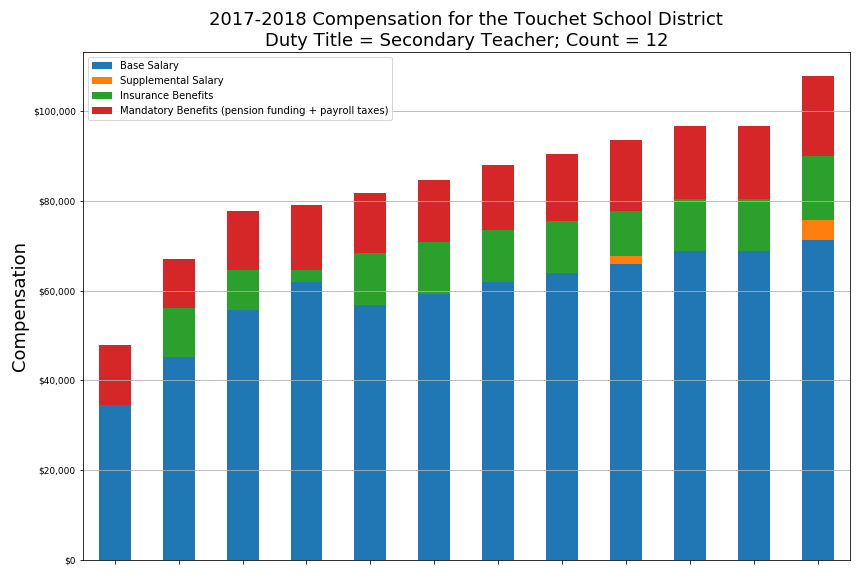 2017-2018 Compensation for the Touchet School District
Duty Title = Secondary Teacher; Count = 12
Base Salary
Supplemental Salary
Insurance Benefits
Mandatory Benefits (pension funding + payroll taxes)
Compensation
$100,000
$80,000
$60,000
$40,000
$20,000
$0